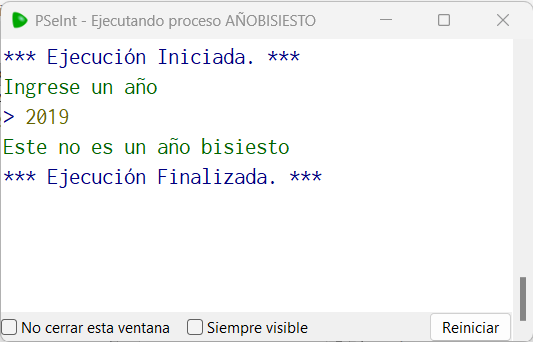 PSeInt - Ejecutando proceso AÑOBISIESTO
*** Ejecución Iniciada. ***
Ingrese un año
> 2019
Este no es un año bisiesto
*** Ejecución Finalizada. ***
No cerrar esta ventana Siempre visible Reiniciar